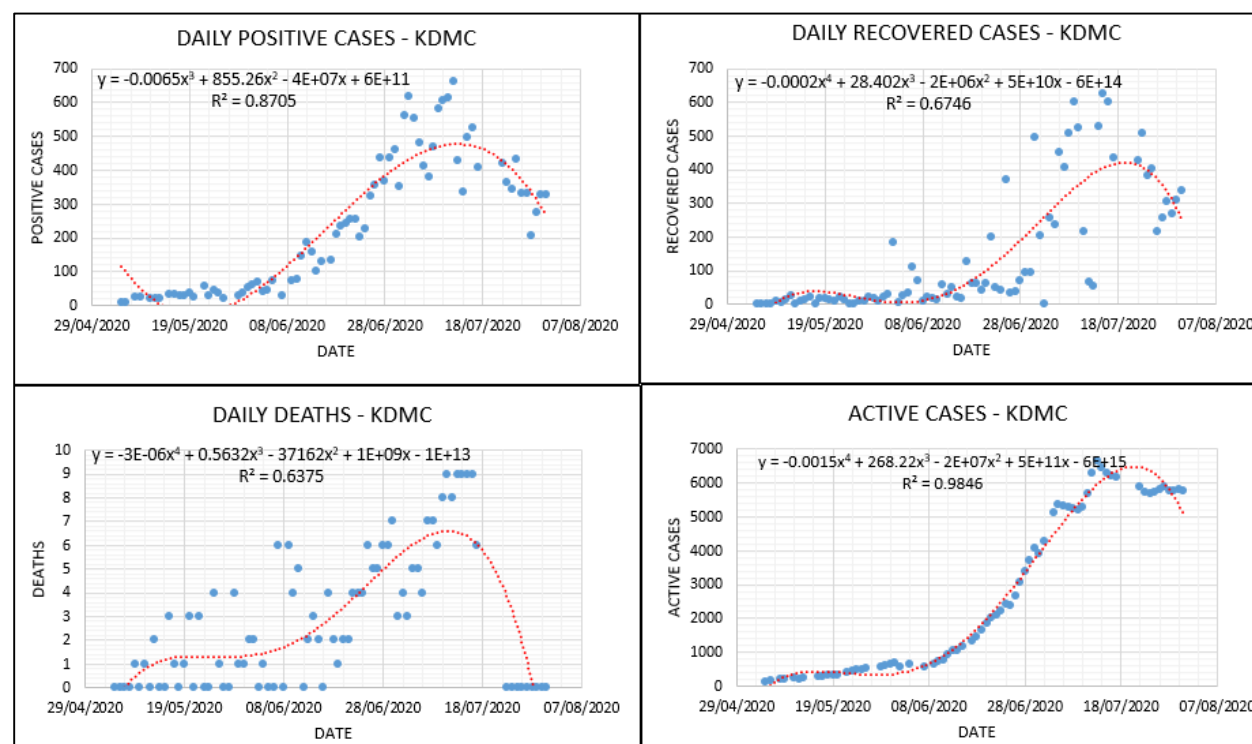 DAILY POSITIVE CASES - KDMC
y = -0.0065x³ + 855.26x² - 4E+07x + 6E+11
R² = 0.8705
700
600
500
400
300
200
100
0
POSITIVE CASES
29/04/2020 19/05/2020 08/06/2020 28/06/2020 18/07/2020 07/08/2020
DATE
DAILY RECOVERED CASES - KDMC
y = -0.0002x⁴ + 28.402x³ - 2E+06x² + 5E+10x - 6E+14
R² = 0.6746
700
600
500
400
300
200
100
0
RECOVERED CASES
29/04/2020 19/05/2020 08/06/2020 28/06/2020 18/07/2020 07/08/2020
DATE
DAILY DEATHS - KDMC
y = -3E-06x⁴ + 0.5632x³ - 37162x² + 1E+09x - 1E+13
R² = 0.6375
10
9
8
7
6
5
4
3
2
1
0
DEATHS
29/04/2020 19/05/2020 08/06/2020 28/06/2020 18/07/2020 07/08/2020
DATE
ACTIVE CASES - KDMC
y = -0.0015x⁴ + 268.22x³ - 2E+07x² + 5E+11x - 6E+15
R² = 0.9846
7000
6000
5000
4000
3000
2000
1000
0
ACTIVE CASES
29/04/2020 19/05/2020 08/06/2020 28/06/2020 18/07/2020 07/08/2020
DATE